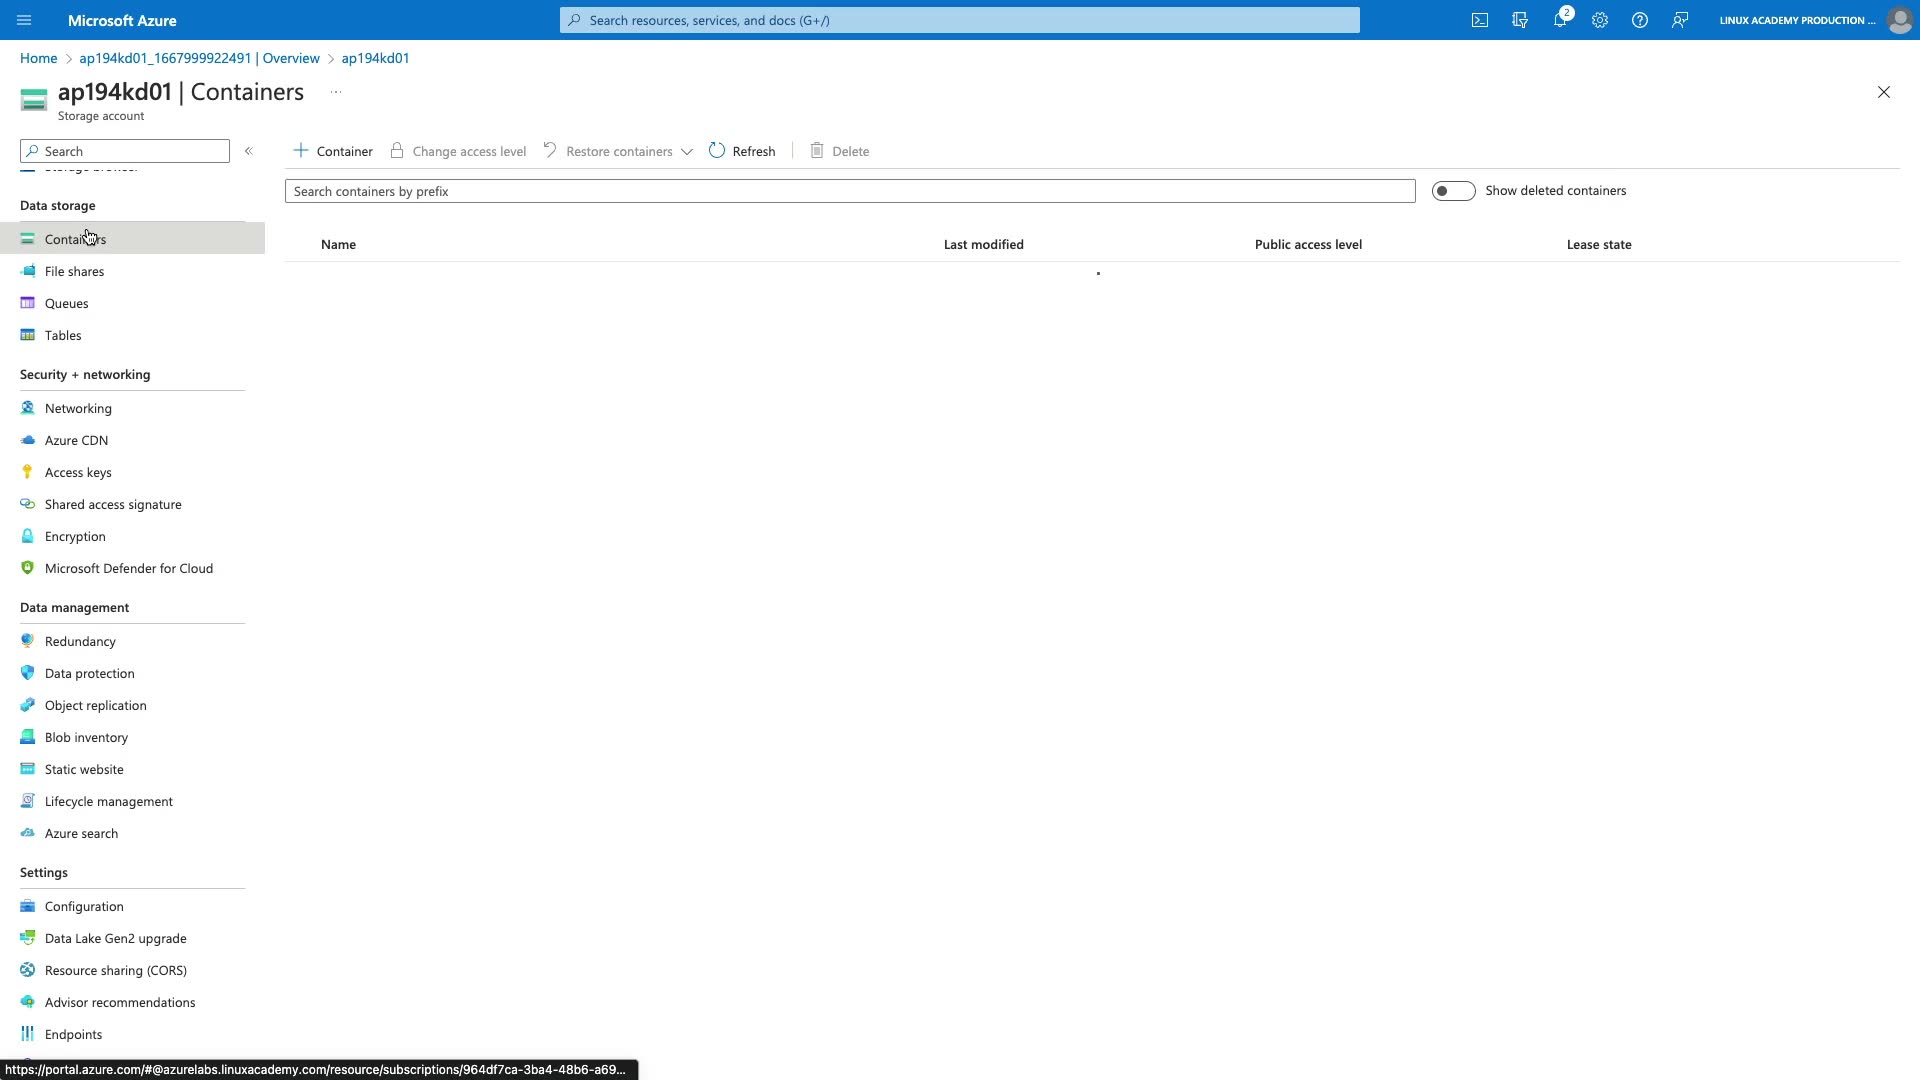 Microsoft Azure
Search resources, services, and docs (G+/)
2
LINUX ACADEMY PRODUCTION ...
Home > ap194kd01_1667999922491 | Overview > ap194kd01
ap194kd01 | Containers ...
Storage account
Search
«
Container
Change access level
Restore containers
Refresh
Delete
Storage browser
Search containers by prefix
Show deleted containers
Name
Last modified
Public access level
Lease state
Data storage
Containers
File shares
Queues
Tables
Security + networking
Networking
Azure CDN
Access keys
Shared access signature
Encryption
Microsoft Defender for Cloud
Data management
Redundancy
Data protection
Object replication
Blob inventory
Static website
Lifecycle management
Azure search
Settings
Configuration
Data Lake Gen2 upgrade
Resource sharing (CORS)
Advisor recommendations
Endpoints
https://portal.azure.com/#@azurelabs.linuxacademy.com/resource/subscriptions/964df7ca-3ba4-48b6-a69...